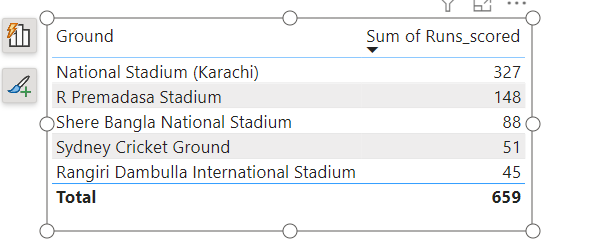 Ground Sum of Runs_scored
National Stadium (Karachi) 327
R Premadasa Stadium 148
Shere Bangla National Stadium 88
Sydney Cricket Ground 51
Rangiri Dambulla International Stadium 45
Total 659